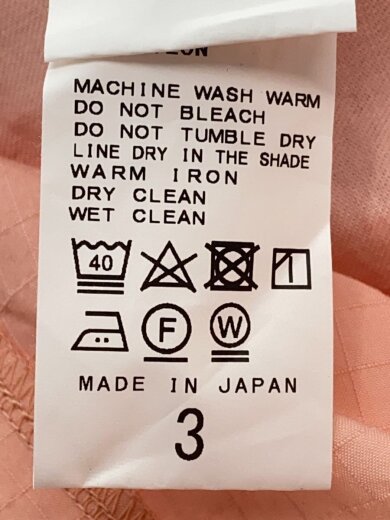 MACHINE WASH WARM
DO NOT BLEACH
DO NOT TUMBLE DRY
LINE DRY IN THE SHADE
WARM IRON
DRY CLEAN
WET CLEAN
40
F W
MADE IN JAPAN
3